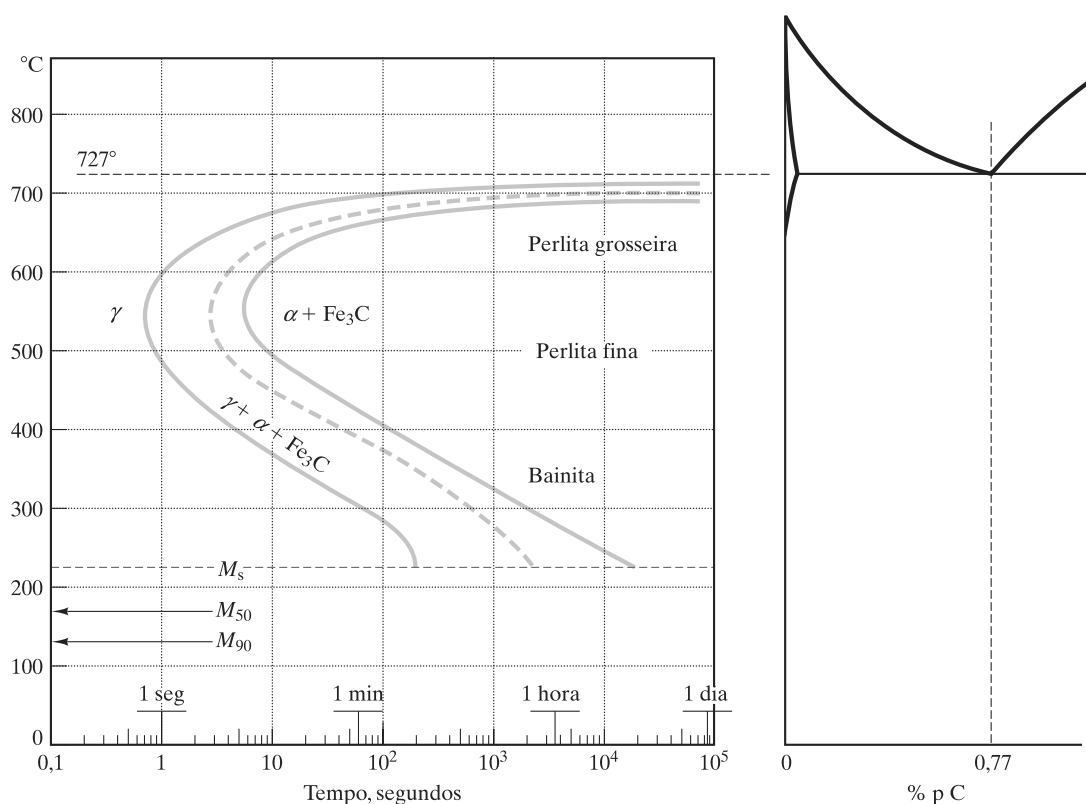 °C
800
727°
700
Perlita grosseira
600
γ
α + Fe₃C
500
Perlita fina
γ + α + Fe₃C
400
Bainita
300
Mₛ
200
M₅₀
M₉₀
100
1 seg
1 min
1 hora
1 dia
0
0,1
1
10
10²
10³
10⁴
10⁵
Tempo, segundos
0
0,77
% p C